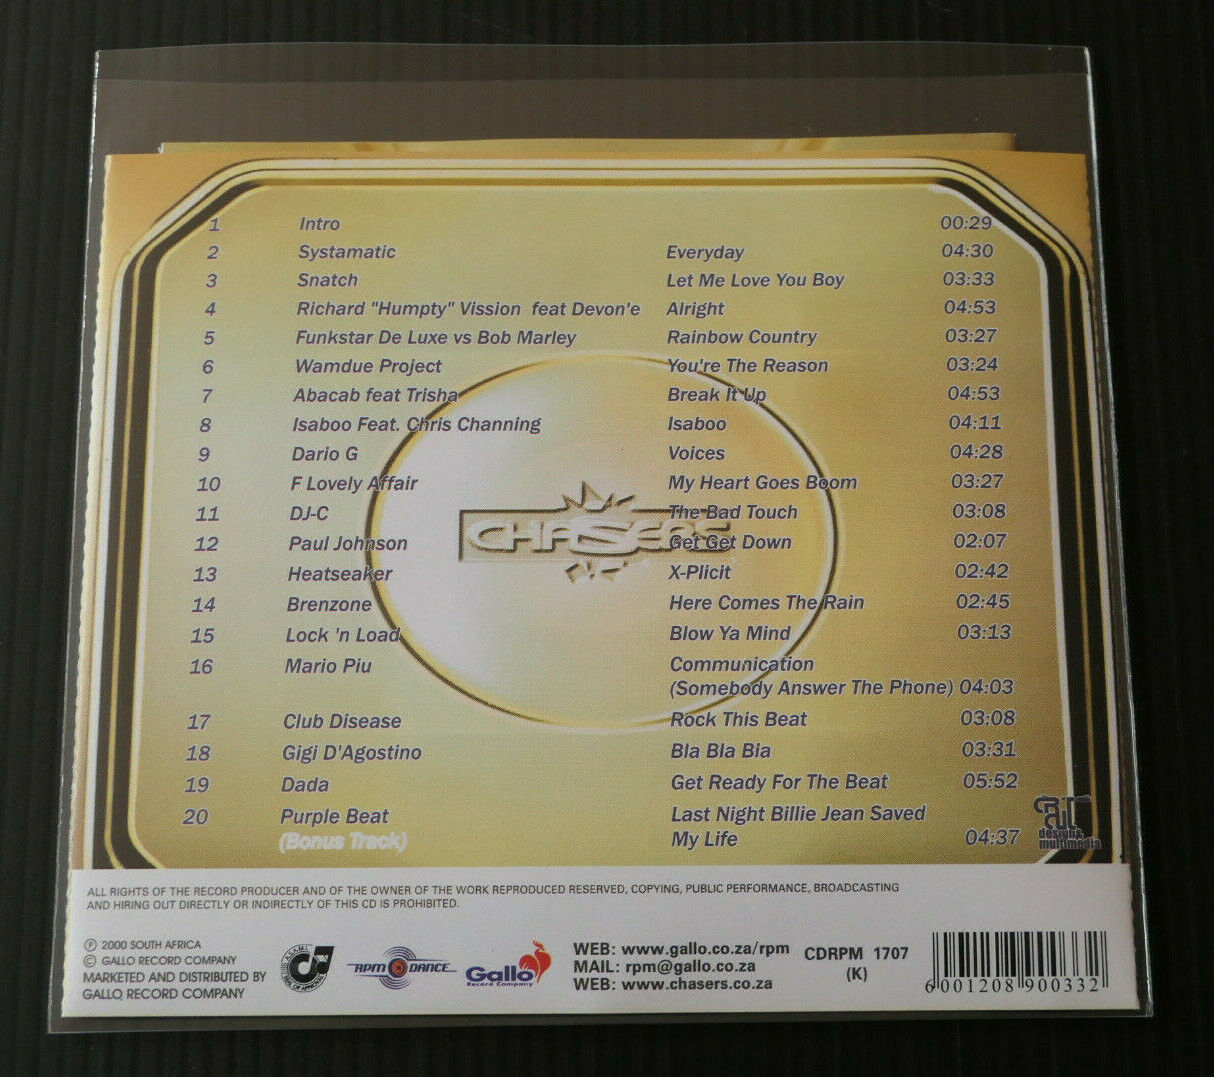 1 Intro 00:29
2 Systamatic Everyday 04:30
3 Snatch Let Me Love You Boy 03:33
4 Richard "Humpty" Vission feat Devon'e Alright 04:53
5 Funkstar De Luxe vs Bob Marley Rainbow Country 03:27
6 Wamdue Project You're The Reason 03:24
7 Abacab feat Trisha Break It Up 04:53
8 Isaboo Feat. Chris Channing Isaboo 04:11
9 Dario G Voices 04:28
10 F Lovely Affair My Heart Goes Boom 03:27
11 DJ-C The Bad Touch 03:08
CHASERS
12 Paul Johnson Get Get Down 02:07
13 Heatseaker X-Plicit 02:42
14 Brenzone Here Comes The Rain 02:45
15 Lock 'n Load Blow Ya Mind 03:13
16 Mario Piu Communication
(Somebody Answer The Phone) 04:03
17 Club Disease Rock This Beat 03:08
18 Gigi D'Agostino Bla Bla Bla 03:31
19 Dada Get Ready For The Beat 05:52
20 Purple Beat Last Night Billie Jean Saved
(Bonus Track) My Life 04:37
design &
multimedia
ALL RIGHTS OF THE RECORD PRODUCER AND OF THE OWNER OF THE WORK REPRODUCED RESERVED, COPYING, PUBLIC PERFORMANCE, BROADCASTING
AND HIRING OUT DIRECTLY OR INDIRECTLY OF THIS CD IS PROHIBITED.
Ⓟ 2000 SOUTH AFRICA
© GALLO RECORD COMPANY
MARKETED AND DISTRIBUTED BY
GALLO RECORD COMPANY
RPM DANCE
Gallo
Record Company
WEB: www.gallo.co.za/rpm
MAIL: rpm@gallo.co.za
WEB: www.chasers.co.za
CDRPM 1707
(K)
6 001208 900332